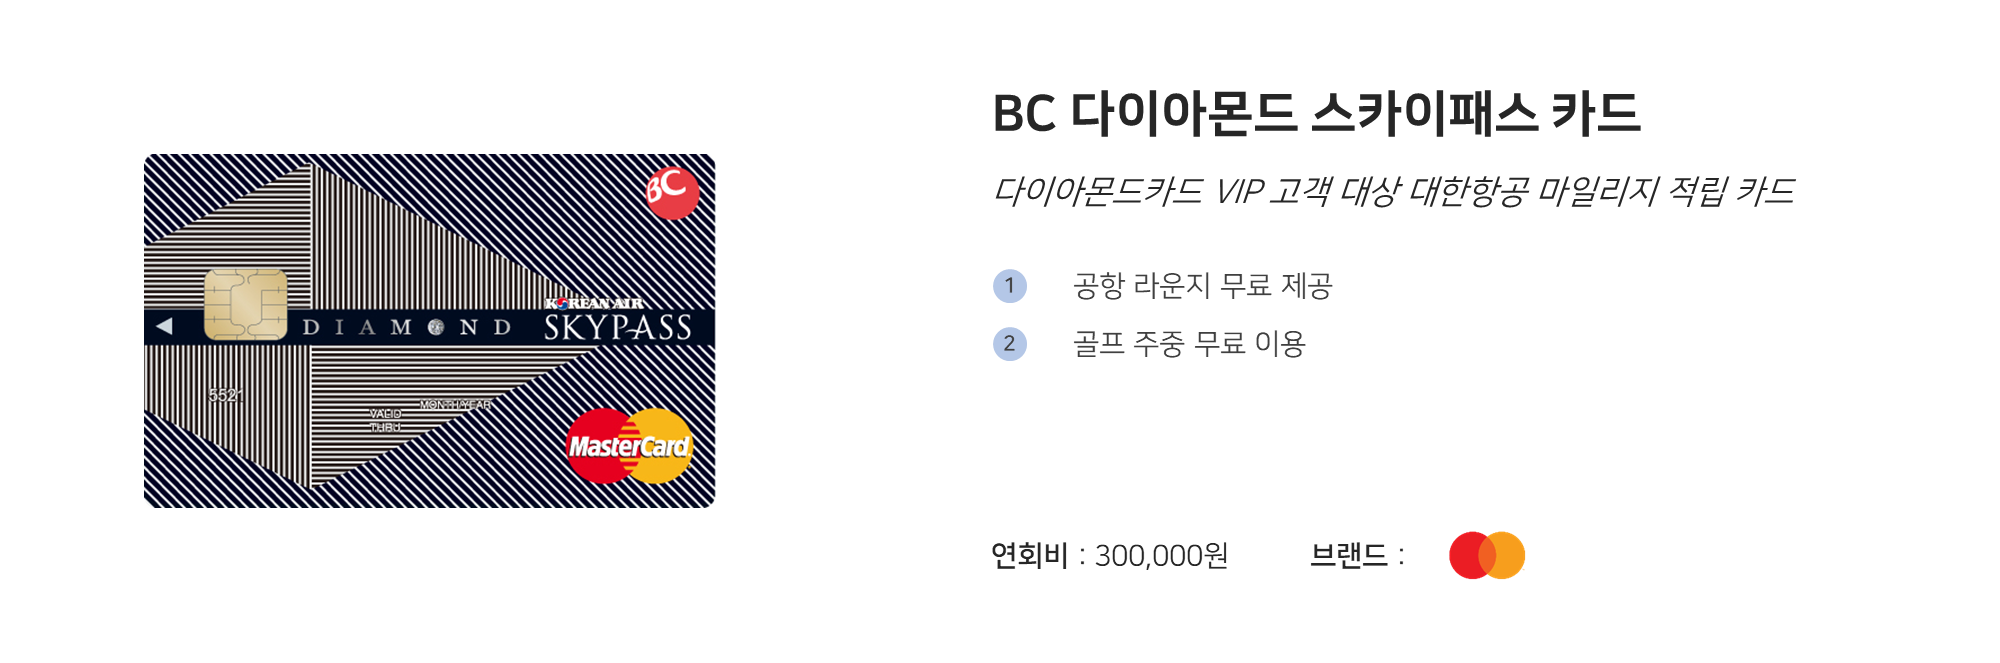 BC 다이아몬드 스카이패스 카드
다이아몬드카드 VIP 고객 대상 대한항공 마일리지 적립 카드
1 공항 라운지 무료 제공
2 골프 주중 무료 이용
연회비 : 300,000원 브랜드 :
BC
KOREAN AIR
DIAMOND SKYPASS
5521
MONTH/YEAR
VALID
THRU
MasterCard